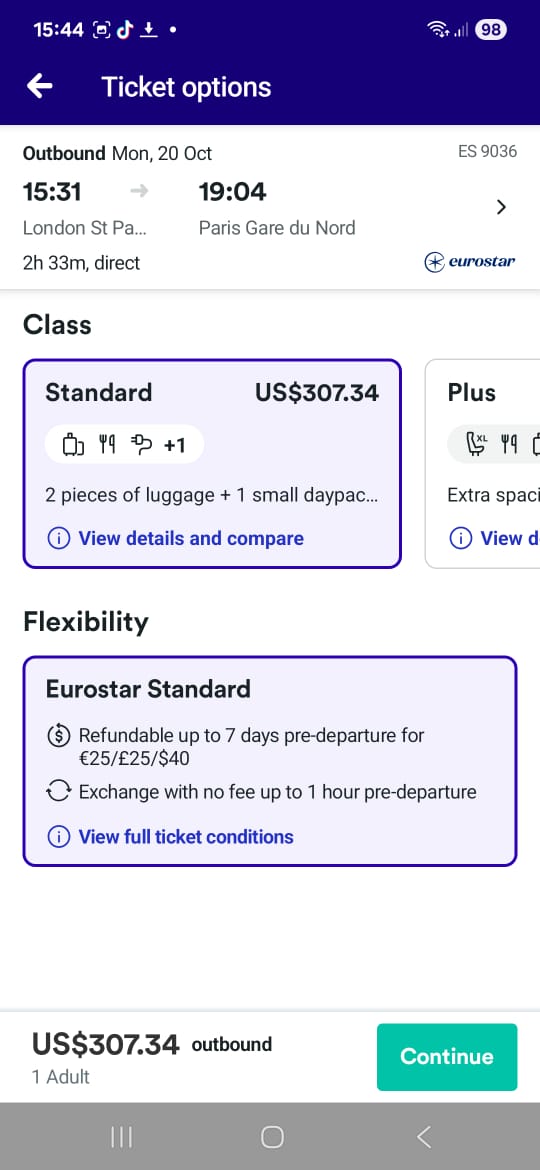 15:44
98
Ticket options
Outbound Mon, 20 Oct
ES 9036
15:31 → 19:04
London St Pa... Paris Gare du Nord
2h 33m, direct
eurostar
Class
Standard US$307.34
+1
2 pieces of luggage + 1 small daypac...
View details and compare
Plus
XL
Extra spaci
View d
Flexibility
Eurostar Standard
Refundable up to 7 days pre-departure for
€25/£25/$40
Exchange with no fee up to 1 hour pre-departure
View full ticket conditions
US$307.34 outbound
1 Adult
Continue